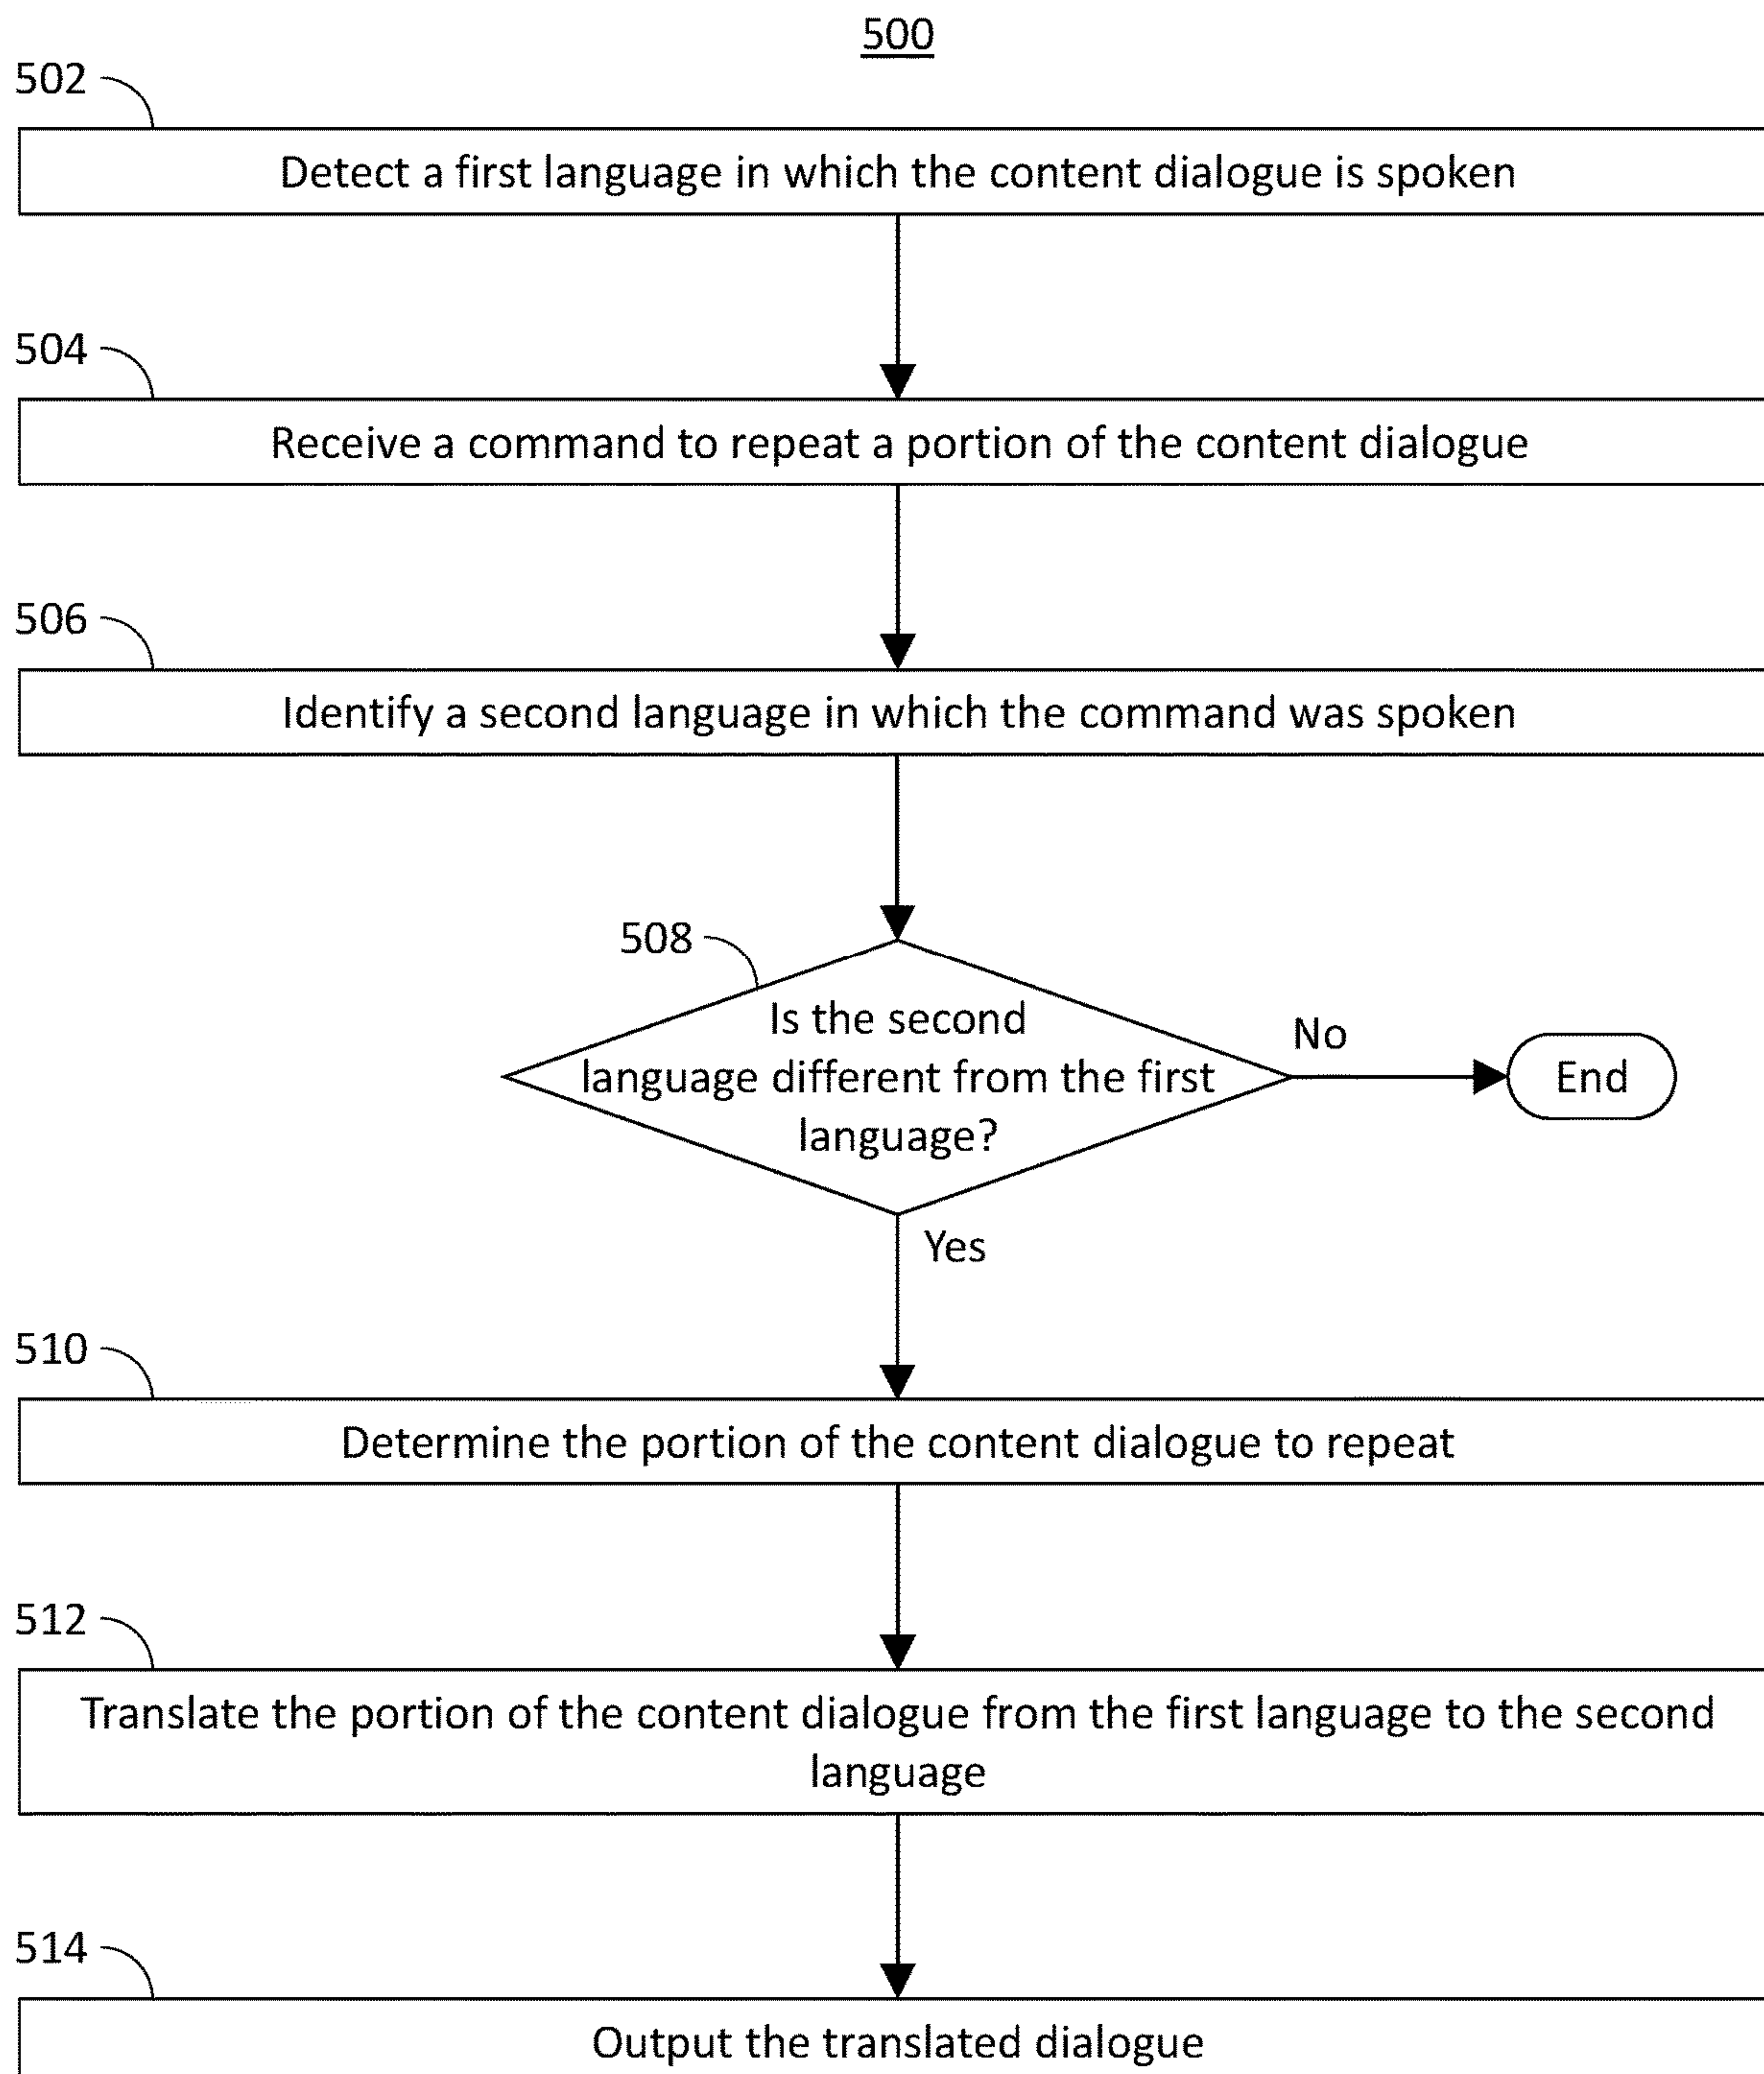 500
502
Detect a first language in which the content dialogue is spoken
504
Receive a command to repeat a portion of the content dialogue
506
Identify a second language in which the command was spoken
508
Is the second
language different from the first
language?
No
End
Yes
510
Determine the portion of the content dialogue to repeat
512
Translate the portion of the content dialogue from the first language to the second
language
514
Output the translated dialogue